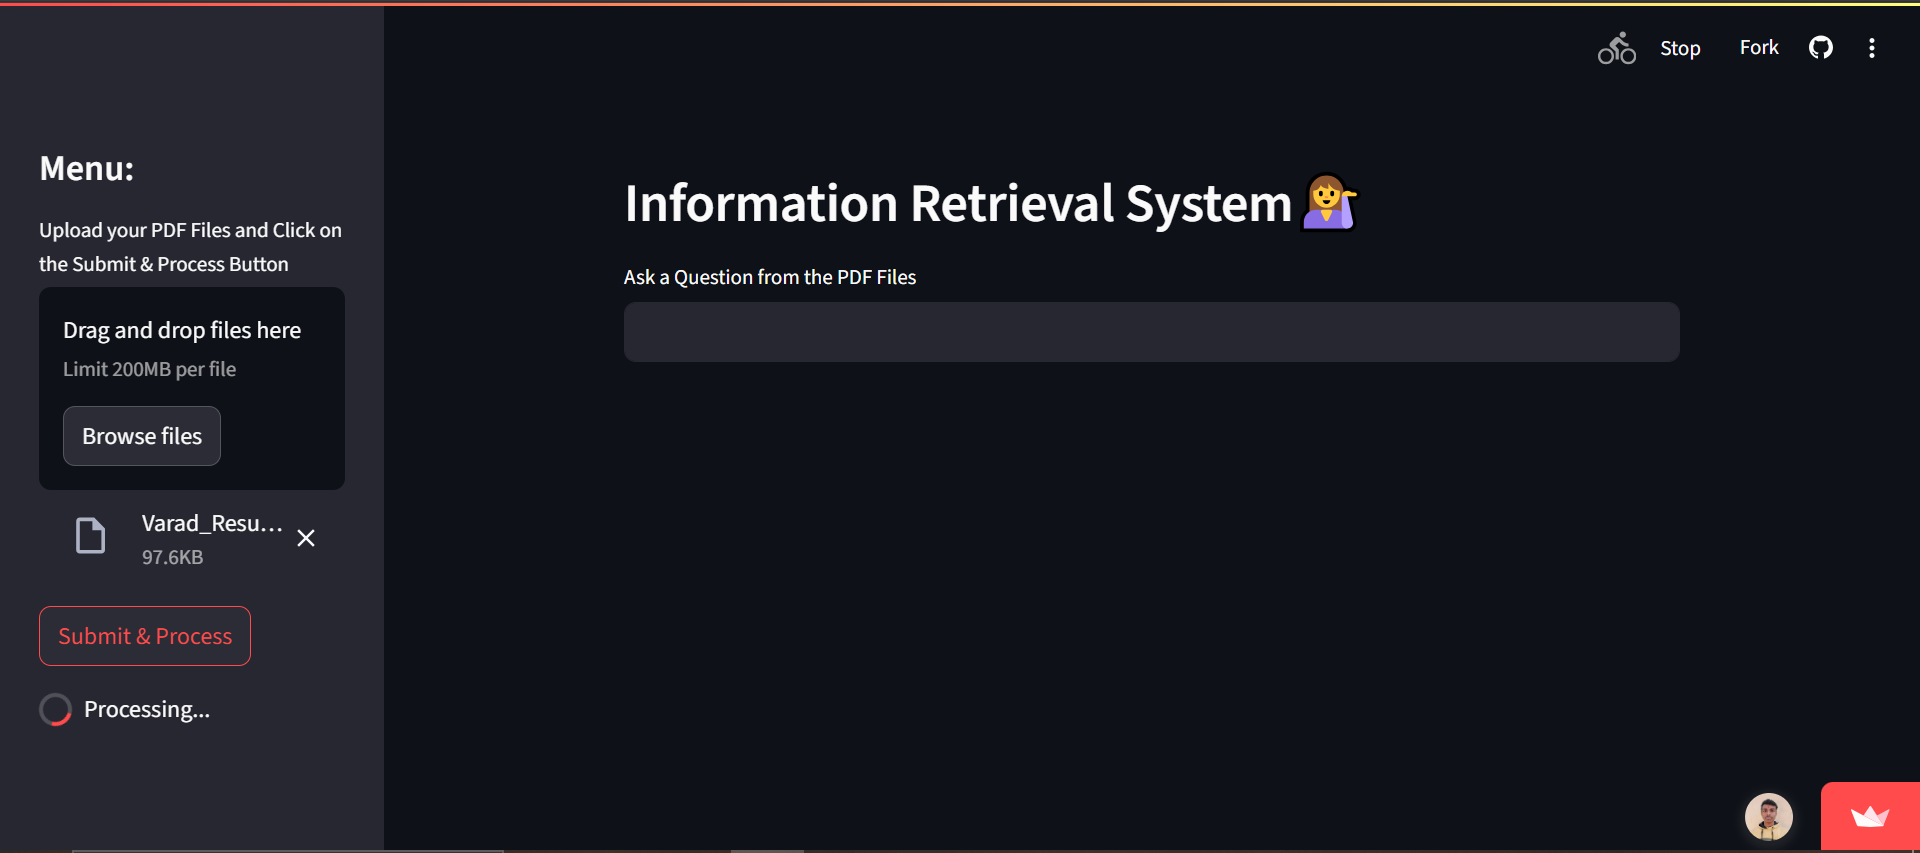 Stop Fork
Menu:
Upload your PDF Files and Click on
the Submit & Process Button
Drag and drop files here
Limit 200MB per file
Browse files
Varad_Resu...
97.6KB
Submit & Process
Processing...
Information Retrieval System
Ask a Question from the PDF Files